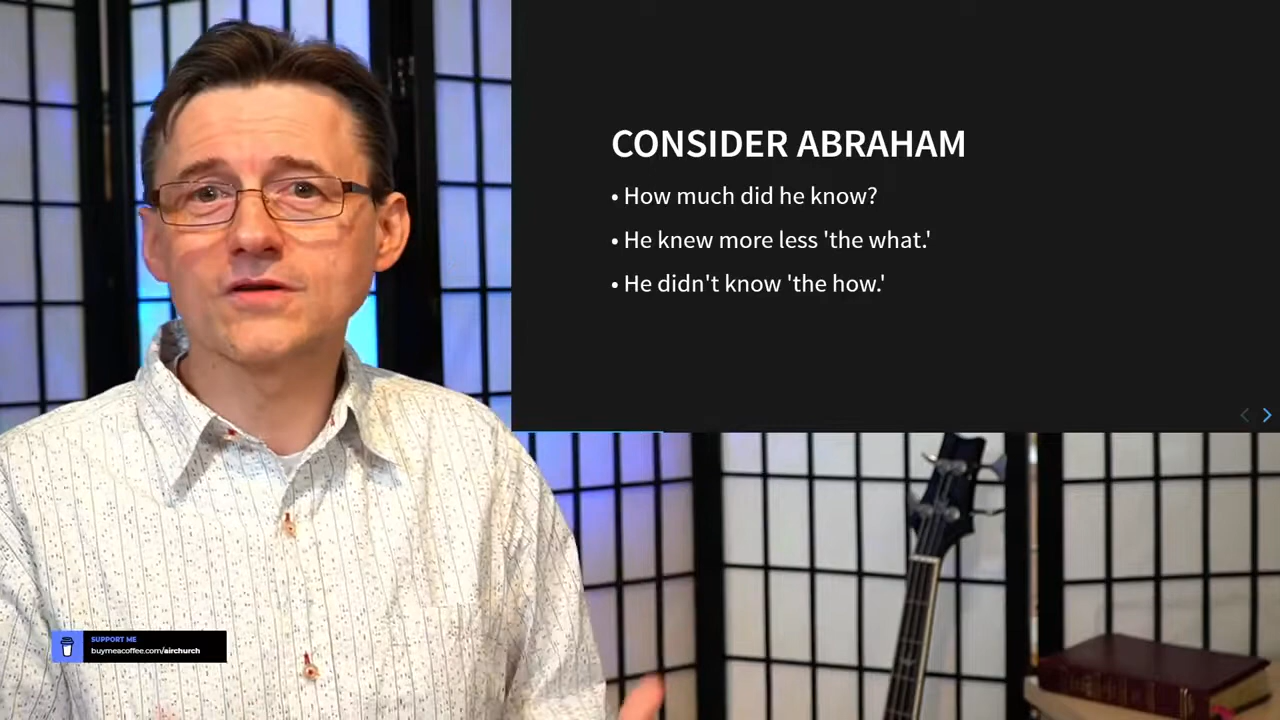 CONSIDER ABRAHAM
• How much did he know?
• He knew more less 'the what.'
• He didn't know 'the how.'
SUPPORT ME
buymeacoffee.com/airchurch